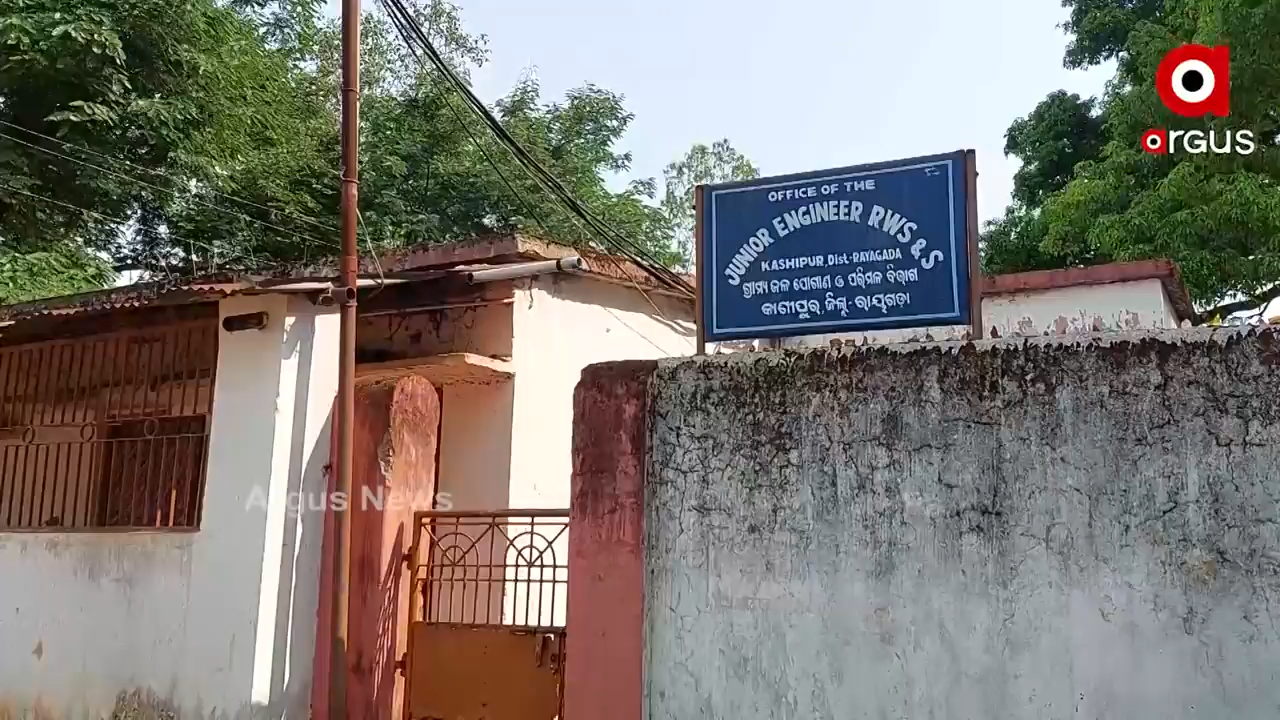 argus
OFFICE OF THE
JUNIOR ENGINEER RWS & S
KASHIPUR, Dist.-RAYAGADA
ଗ୍ରାମ୍ୟ ଜଳ ଯୋଗାଣ ଓ ପରିମଳ ବିଭାଗ
କାଶୀପୁର, ଜିଲ୍ଲା- ରାୟଗଡ଼ା
Argus News